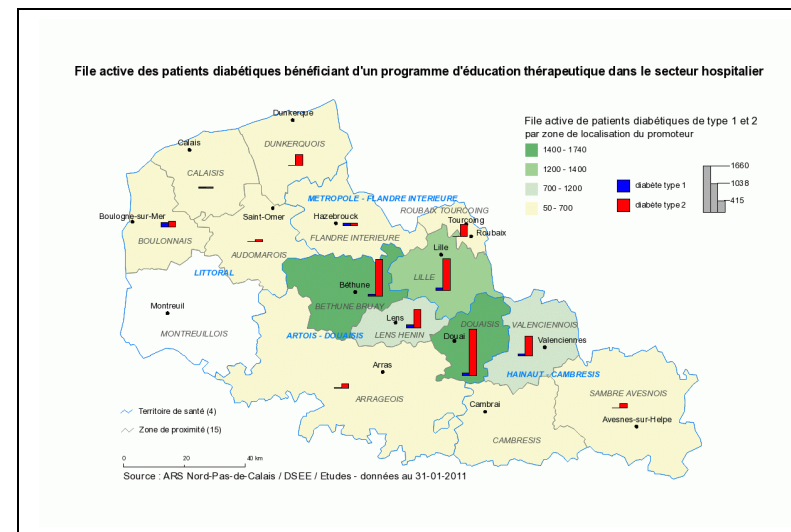 File active des patients diabétiques bénéficiant d'un programme d'éducation thérapeutique dans le secteur hospitalier
File active de patients diabétiques de type 1 et 2
par zone de localisation du promoteur
1400 - 1740
1200 - 1400
700 - 1200
50 - 700
diabéte type 1
diabéte type 2
1660
1038
415
Dunkerque
DUNKERQUOIS
Calais
CALAISIS
METROPOLE - FLANDRE INTERIEURE
ROUBAIX TOURCOING
Boulogne-sur-Mer
Saint-Omer
Hazebrouck
Tourcoing
Roubaix
BOULONNAIS
FLANDRE INTERIEURE
AUDOMAROIS
Lille
LITTORAL
LILLE
Béthune
BETHUNE BRUAY
Montreuil
MONTREUILLOIS
Lens
LENS HENIN
ARTOIS - DOUAISIS
DOUAISIS
Douai
VALENCIENNOIS
Valenciennes
HAINAUT - CAMBRESIS
Arras
ARRAGEOIS
SAMBRE AVESNOIS
Cambrai
Avesnes-sur-Helpe
CAMBRESIS
Territoire de santé (4)
Zone de proximité (15)
0 20 40 km
Source : ARS Nord-Pas-de-Calais / DSEE / Etudes - données au 31-01-2011